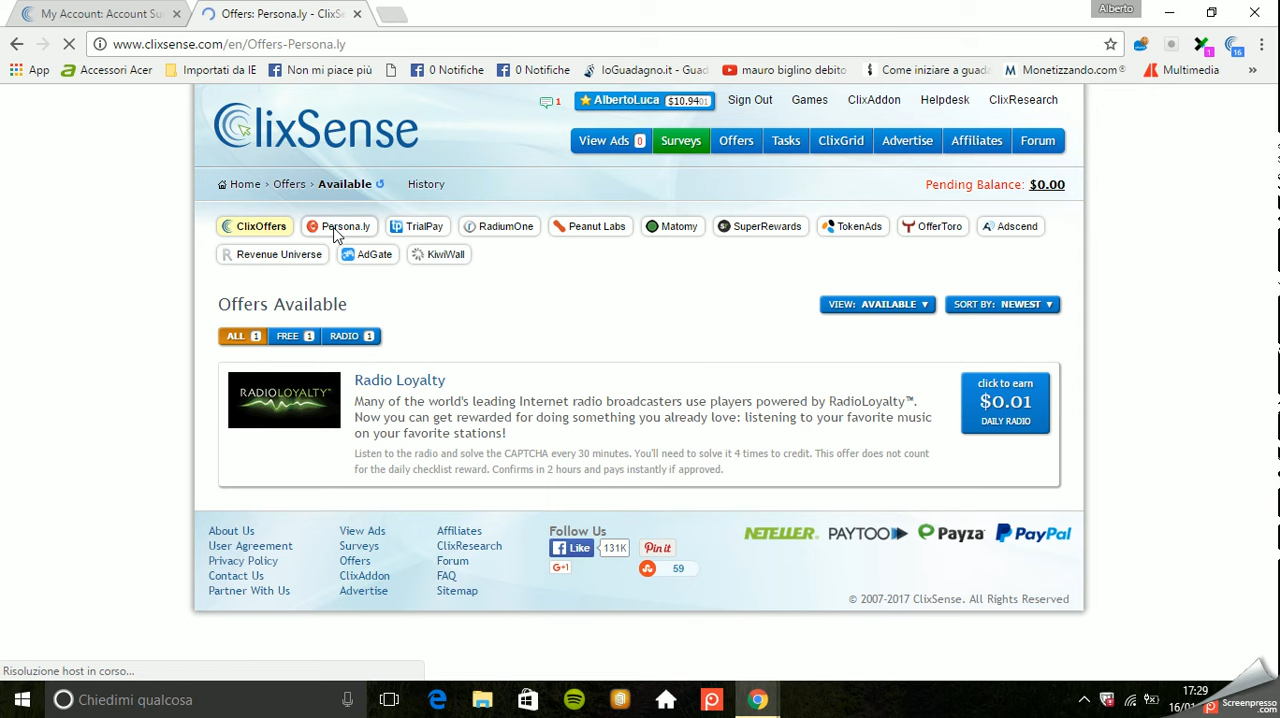 My Account: Account Su
Offers: Persona.ly - ClixS
Alberto
www.clixsense.com/en/Offers-Persona.ly
1
16
App
Accessori Acer
Importati da IE
Non mi piace più
0 Notifiche
0 Notifiche
IoGuadagno.it - Guad
mauro biglino debito
Come iniziare a guad
Monetizzando.com®
Multimedia
»
ClixSense
1
AlbertoLuca $10.9401
Sign Out
Games
ClixAddon
Helpdesk
ClixResearch
View Ads 0
Surveys
Offers
Tasks
ClixGrid
Advertise
Affiliates
Forum
Home › Offers › Available
History
Pending Balance: $0.00
ClixOffers
Persona.ly
TrialPay
RadiumOne
Peanut Labs
Matomy
SuperRewards
TokenAds
OfferToro
Adscend
Revenue Universe
AdGate
KiwiWall
Offers Available
VIEW: AVAILABLE ▼
SORT BY: NEWEST ▼
ALL 1
FREE 1
RADIO 1
RADIOLOYALTY™
Radio Loyalty
Many of the world's leading Internet radio broadcasters use players powered by RadioLoyalty™.
Now you can get rewarded for doing something you already love: listening to your favorite music
on your favorite stations!
Listen to the radio and solve the CAPTCHA every 30 minutes. You'll need to solve it 4 times to credit. This offer does not count
for the daily checklist reward. Confirms in 2 hours and pays instantly if approved.
click to earn
$0.01
DAILY RADIO
About Us
User Agreement
Privacy Policy
Contact Us
Partner With Us
View Ads
Surveys
Offers
ClixAddon
Advertise
Affiliates
ClixResearch
Forum
FAQ
Sitemap
Follow Us
Like 131K
Pin it
G+1
59
NETELLER
PAYTOO
Payza
PayPal
© 2007-2017 ClixSense. All Rights Reserved
Risoluzione host in corso...
Chiedimi qualcosa
17:29
16/01
Screenpresso
.com